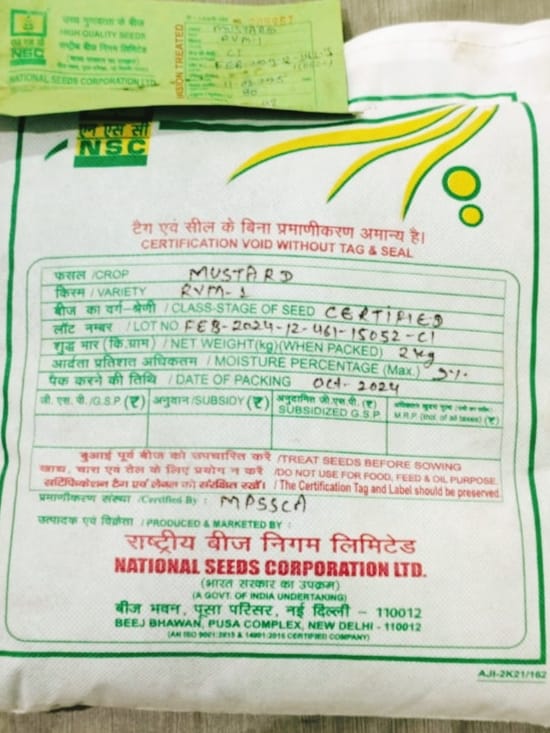 उच्च गुणवत्ता के बीज
HIGH QUALITY SEEDS
राष्ट्रीय बीज निगम लिमिटेड
NSC
NATIONAL SEEDS CORPORATION LTD.
MUSTARD
RVM-1
CI
एन एस सी
NSC
टैग एवं सील के बिना प्रमाणीकरण अमान्य है।
CERTIFICATION VOID WITHOUT TAG & SEAL
फसल /CROP MUSTARD
किस्म / VARIETY RVM-1
बीज का वर्ग-श्रेणी / CLASS-STAGE OF SEED CERTIFIED
लॉट नम्बर / LOT NO FEB-2024-12-461-15052-CI
शुद्ध भार (कि.ग्राम) / NET WEIGHT(kg)(WHEN PACKED) 2 kg
आर्दता प्रतिशत अधिकतम / MOISTURE PERCENTAGE (Max.) 9%
पैक करने की तिथि / DATE OF PACKING Oct-2024
जी. एस. पी./G.S.P (₹) अनुदान/SUBSIDY (₹) अनुदानित जी.एस.पी. (₹) SUBSIDIZED G.S.P. M.R.P. (Incl. of all taxes) (₹)
बुआई पूर्व बीज को उपचारित करें /TREAT SEEDS BEFORE SOWING
खाद्य, चारा एवं तेल के लिए प्रयोग न करें /DO NOT USE FOR FOOD, FEED & OIL PURPOSE.
सर्टिफिकेशन टैग एवं लेबल को संरक्षित रखें। / The Certification Tag and Label should be preserved.
प्रमाणीकरण संस्था /Certified By : MPSSCA
उत्पादक एवं विक्रेता / PRODUCED & MARKETED BY :
राष्ट्रीय बीज निगम लिमिटेड
NATIONAL SEEDS CORPORATION LTD.
(भारत सरकार का उपक्रम)
(A GOVT. OF INDIA UNDERTAKING)
बीज भवन, पूसा परिसर, नई दिल्ली - 110012
BEEJ BHAWAN, PUSA COMPLEX, NEW DELHI - 110012
(AN ISO 9001:2015 & 14001:2015 CERTIFIED COMPANY)
AJI-2K21/162